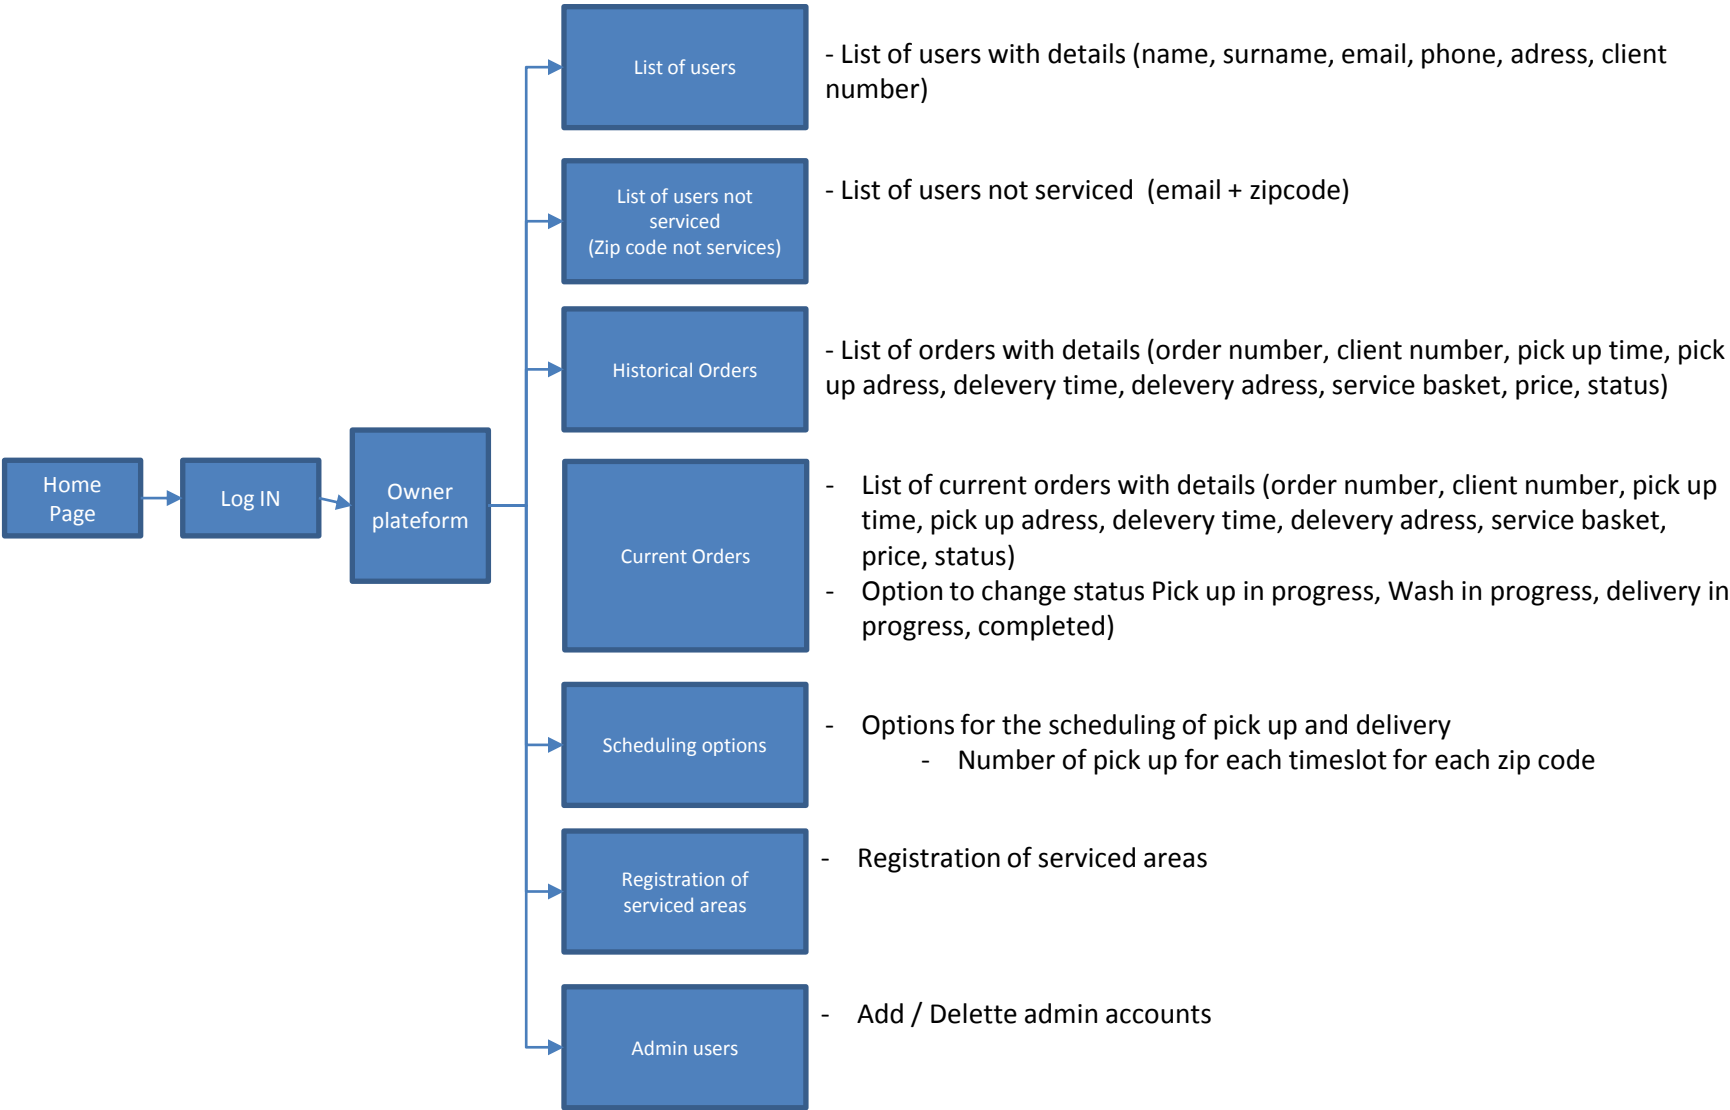 List of users
- List of users with details (name, surname, email, phone, adress, client
number)
List of users not
serviced
(Zip code not services)
- List of users not serviced  (email + zipcode)
Historical Orders
- List of orders with details (order number, client number, pick up time, pick
up adress, delevery time, delevery adress, service basket, price, status)
Home
Page
Log IN
Owner
plateform
Current Orders
- List of current orders with details (order number, client number, pick up
time, pick up adress, delevery time, delevery adress, service basket,
price, status)
- Option to change status Pick up in progress, Wash in progress, delivery in
progress, completed)
Scheduling options
- Options for the scheduling of pick up and delivery
- Number of pick up for each timeslot for each zip code
Registration of
serviced areas
- Registration of serviced areas
Admin users
- Add / Delette admin accounts